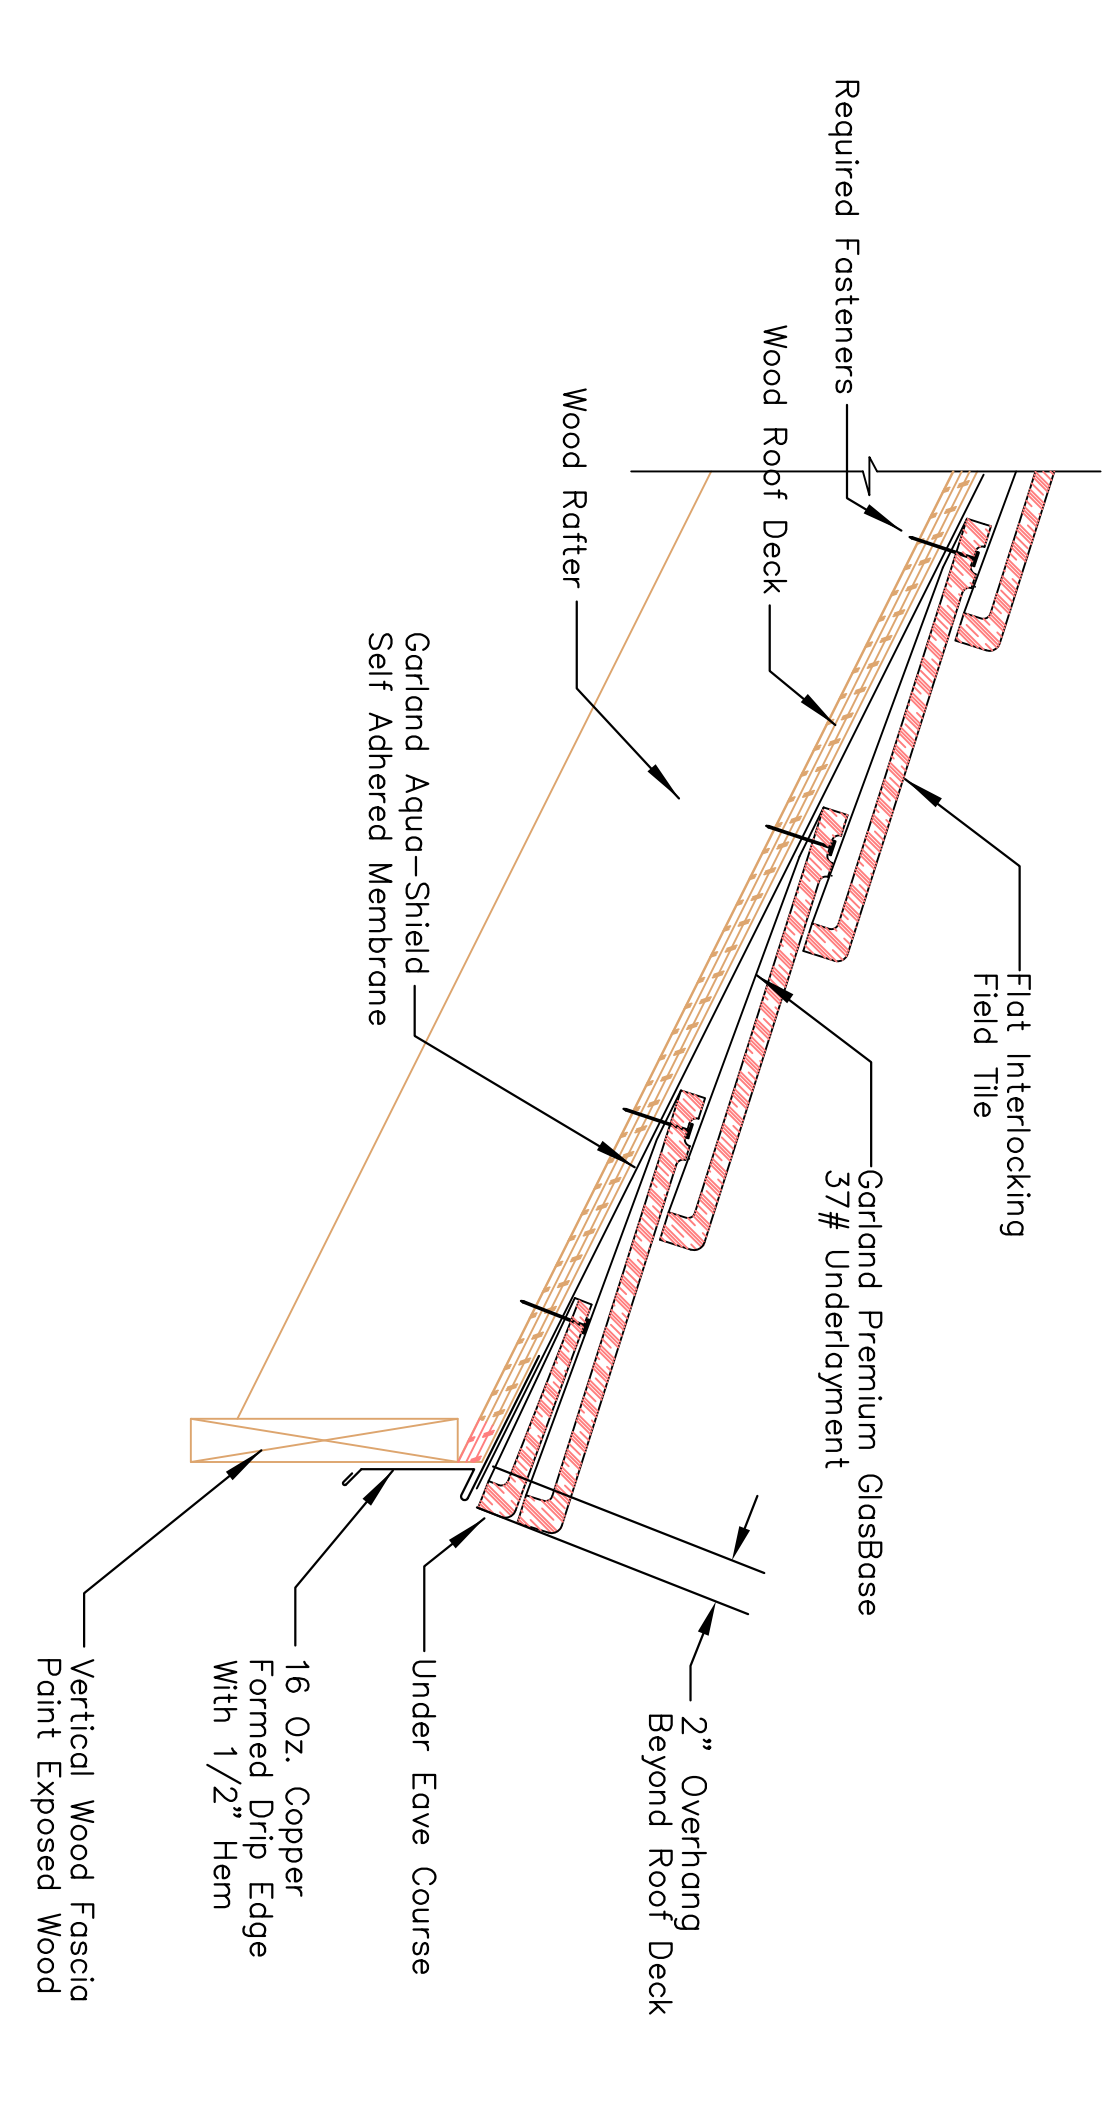 Required Fasteners
Wood Roof Deck
Wood Rafter
Garland Aqua-Shield
Self Adhered Membrane
Flat Interlocking
Field Tile
Garland Premium GlasBase
37# Underlayment
2” Overhang
Beyond Roof Deck
Under Eave Course
16 Oz. Copper
Formed Drip Edge
With 1/2” Hem
Vertical Wood Fascia
Paint Exposed Wood